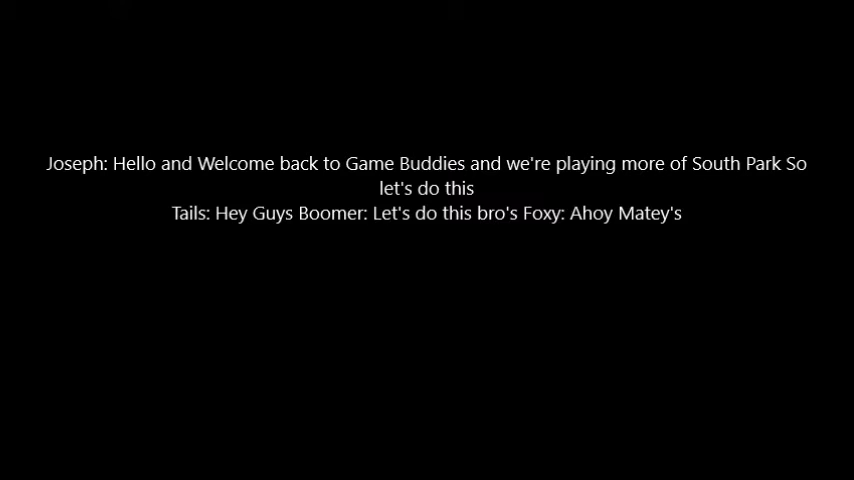 Joseph: Hello and Welcome back to Game Buddies and we're playing more of South Park So
let's do this
Tails: Hey Guys Boomer: Let's do this bro's Foxy: Ahoy Matey's